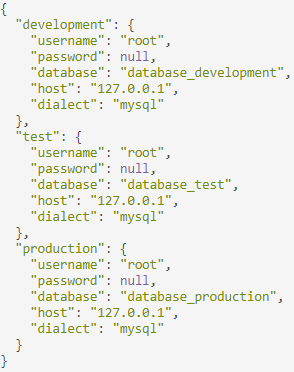 {
  "development": {
    "username": "root",
    "password": null,
    "database": "database_development",
    "host": "127.0.0.1",
    "dialect": "mysql"
  },
  "test": {
    "username": "root",
    "password": null,
    "database": "database_test",
    "host": "127.0.0.1",
    "dialect": "mysql"
  },
  "production": {
    "username": "root",
    "password": null,
    "database": "database_production",
    "host": "127.0.0.1",
    "dialect": "mysql"
  }
}